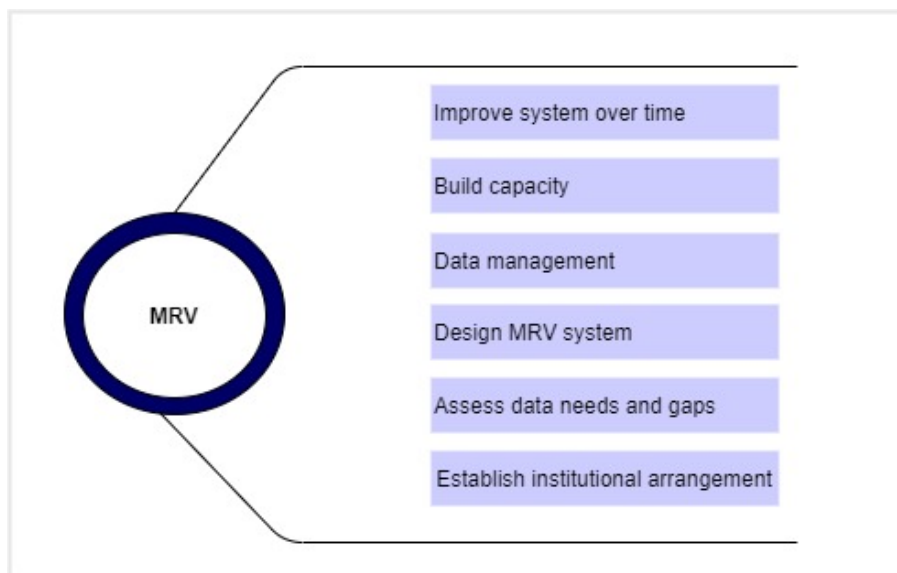 MRV
Improve system over time
Build capacity
Data management
Design MRV system
Assess data needs and gaps
Establish institutional arrangement